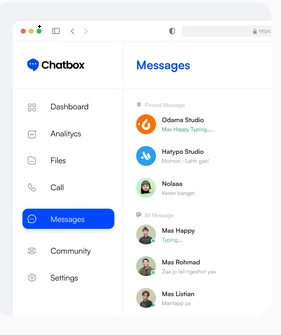 https
Chatbox
Messages
Dashboard
Analitycs
Files
Call
Messages
Community
Settings
Pinned Message
Odama Studio
Mas Happy Typing.....
Hatypo Studio
Momon : Lahh gas!
Nolaaa
Keren banget
All Message
Mas Happy
Typing...
Mas Rohmad
Zaa jo lali ngeshot yaa
Mas Listian
Mantapp za